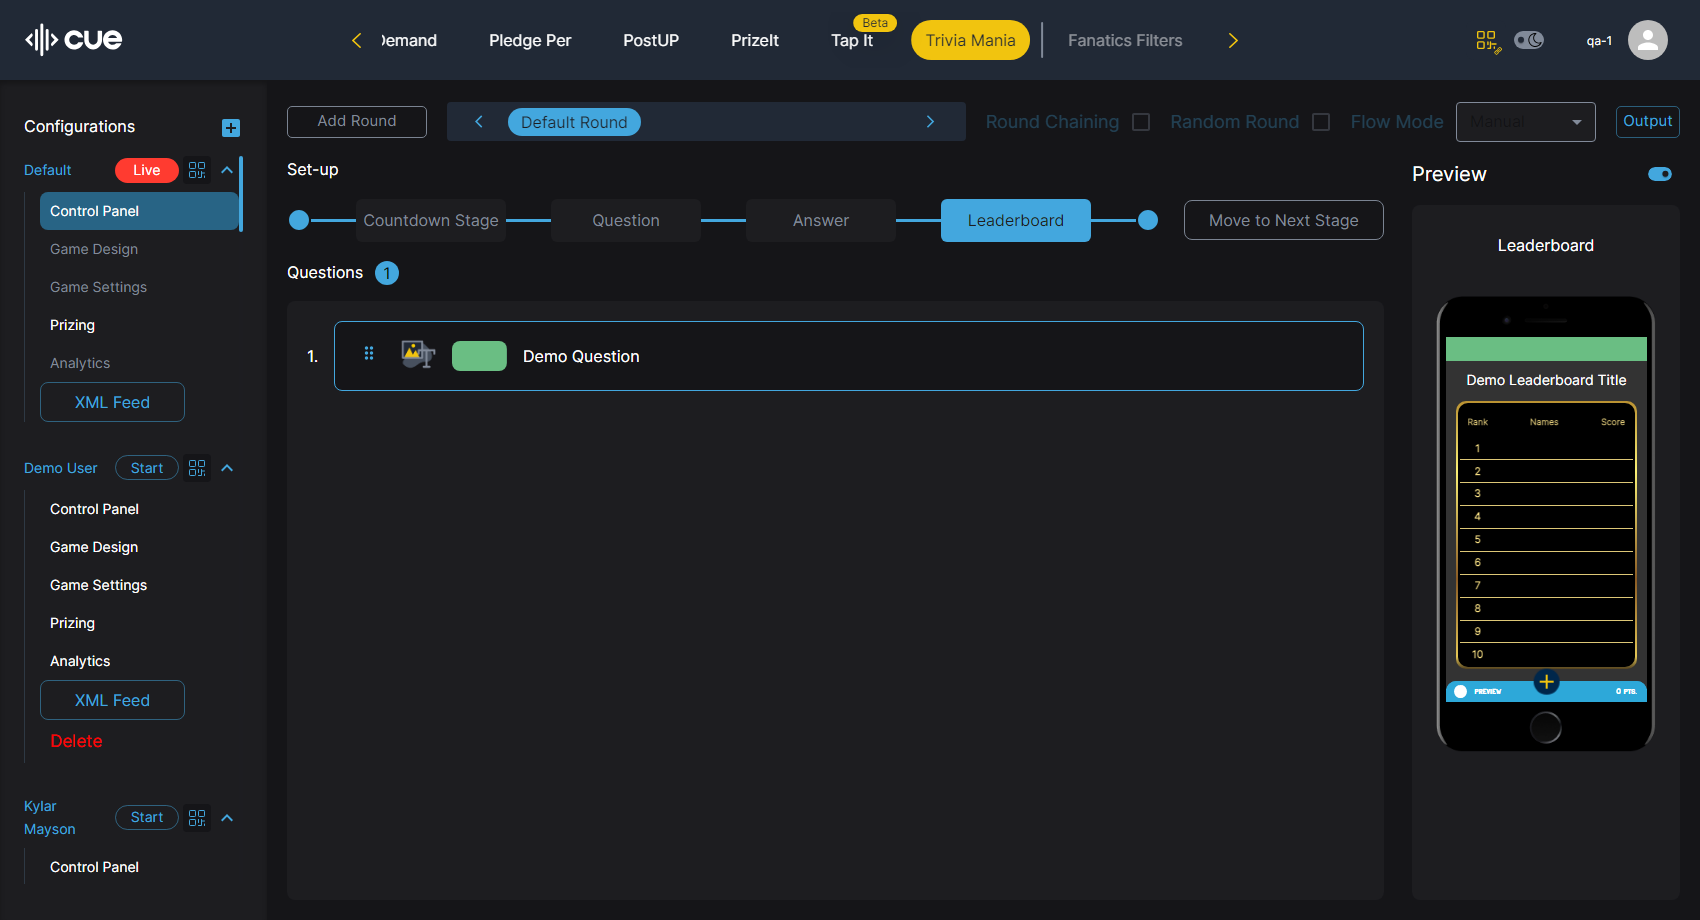 cue
Demand
Pledge Per
PostUP
PrizeIt
Tap It
Beta
Trivia Mania
Fanatics Filters
qa-1
Configurations
Default
Live
Control Panel
Game Design
Game Settings
Prizing
Analytics
XML Feed
Demo User
Start
Control Panel
Game Design
Game Settings
Prizing
Analytics
XML Feed
Delete
Kylar
Mayson
Start
Control Panel
Add Round
Default Round
Round Chaining
Random Round
Flow Mode
Manual
Output
Set-up
Countdown Stage
Question
Answer
Leaderboard
Move to Next Stage
Questions 1
1.
Demo Question
Preview
Leaderboard
Demo Leaderboard Title
Rank Names Score
1
2
3
4
5
6
7
8
9
10
PREVIEW
0 PTS.